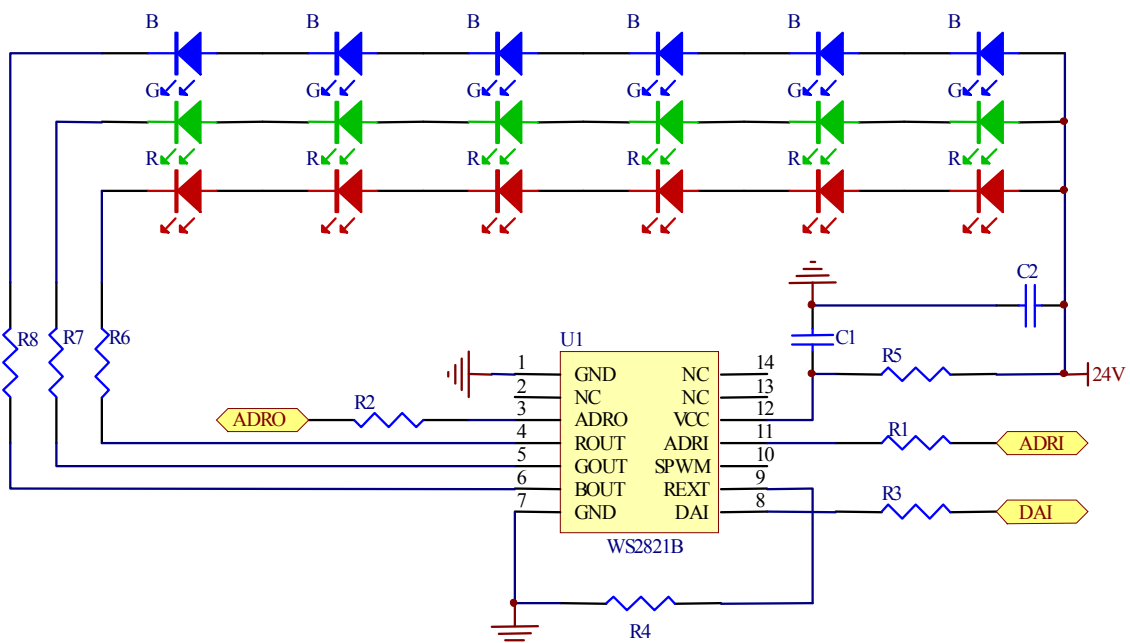 B B B B B B
G G G G G G
R R R R R R
C2
R8 R7 R6 U1 C1
R5
24V
1 GND NC 14
2 NC NC 13
ADRO R2 3 ADRO VCC 12
4 ROUT ADRI 11 R1 ADRI
5 GOUT SPWM 10
6 BOUT REXT 9
7 GND DAI 8 R3 DAI
WS2821B
R4